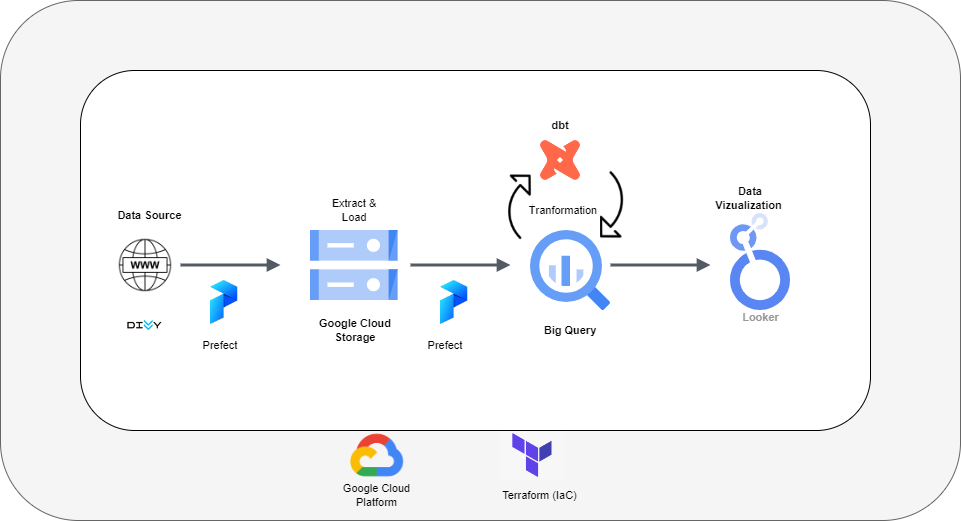 dbt
Tranformation
Data
Vizualization
Extract &
Load
Data Source
WWW
DIVVY
Prefect
Google Cloud
Storage
Prefect
Big Query
Looker
Google Cloud
Platform
Terraform (IaC)